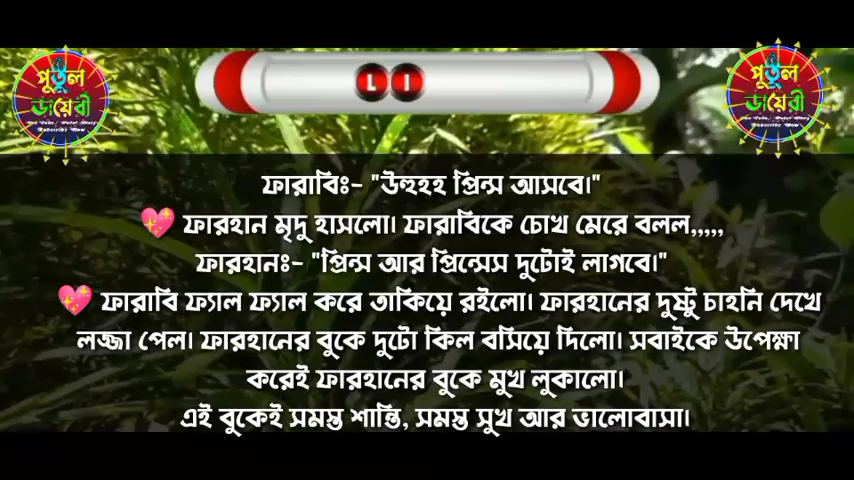 পুতুল
ডায়েরী
LI
পুতুল
ডায়েরী
ফারাবিঃ- "উহুহহ প্রিন্স আসবে।"
💖 ফারহান মৃদু হাসলো। ফারাবিকে চোখ মেরে বলল,,,,,
ফারহানঃ- "প্রিন্স আর প্রিন্সেস দুটোই লাগবে।"
💖 ফারাবি ফ্যাল ফ্যাল করে তাকিয়ে রইলো। ফারহানের দুষ্টু চাহনি দেখে
লজ্জা পেল। ফারহানের বুকে দুটো কিল বসিয়ে দিলো। সবাইকে উপেক্ষা
করেই ফারহানের বুকে মুখ লুকালো।
এই বুকেই সমস্ত শান্তি, সমস্ত সুখ আর ভালোবাসা।